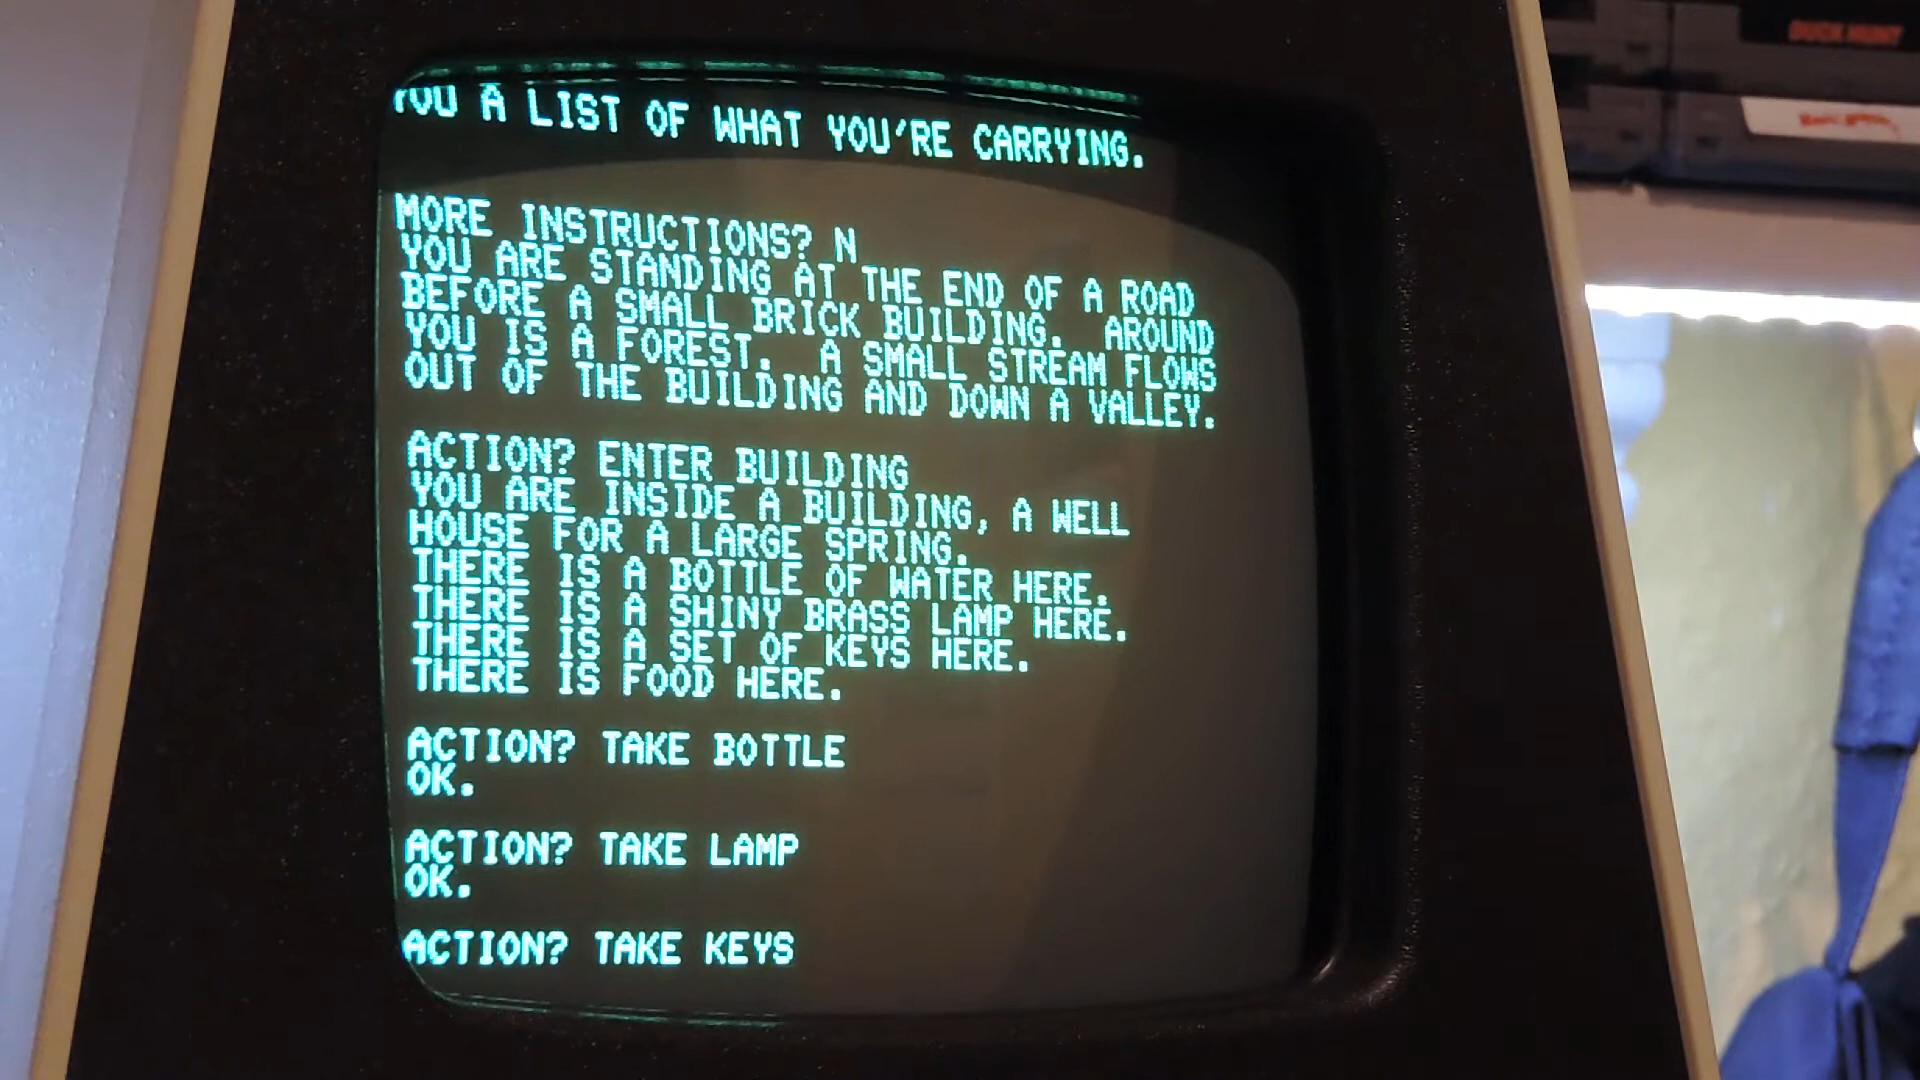 YOU A LIST OF WHAT YOU'RE CARRYING.
MORE INSTRUCTIONS? N
YOU ARE STANDING AT THE END OF A ROAD
BEFORE A SMALL BRICK BUILDING.  AROUND
YOU IS A FOREST.  A SMALL STREAM FLOWS
OUT OF THE BUILDING AND DOWN A VALLEY.
ACTION? ENTER BUILDING
YOU ARE INSIDE A BUILDING, A WELL
HOUSE FOR A LARGE SPRING.
THERE IS A BOTTLE OF WATER HERE.
THERE IS A SHINY BRASS LAMP HERE.
THERE IS A SET OF KEYS HERE.
THERE IS FOOD HERE.
ACTION? TAKE BOTTLE
OK.
ACTION? TAKE LAMP
OK.
ACTION? TAKE KEYS
DUCK HUNT